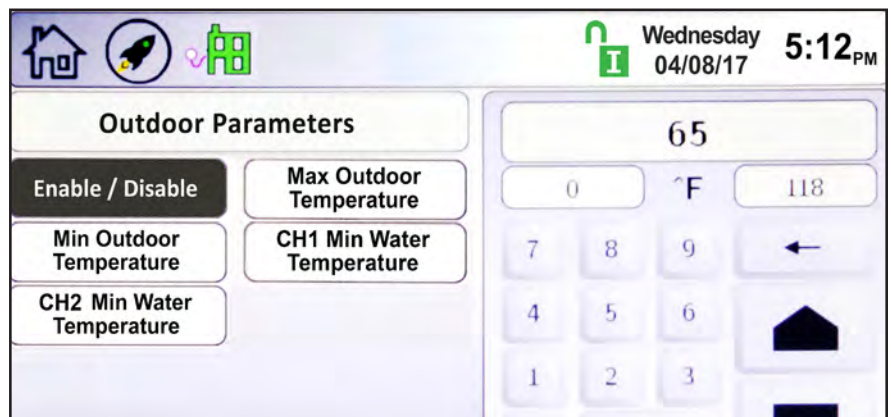 Wednesday
04/08/17
5:12PM
I
Outdoor Parameters
Enable / Disable
Max Outdoor
Temperature
Min Outdoor
Temperature
CH1 Min Water
Temperature
CH2 Min Water
Temperature
65
0
ˆF
118
7 8 9 ←
4 5 6
1 2 3